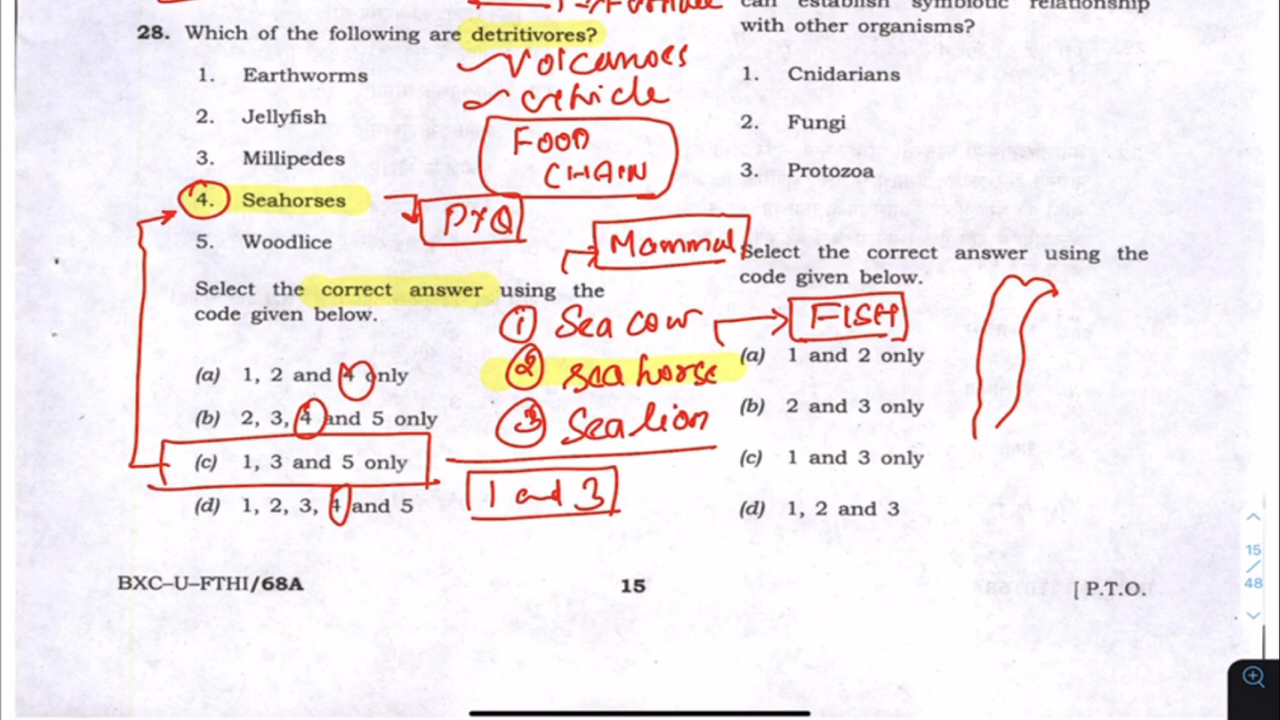 28. Which of the following are detritivores?
1. Earthworms
2. Jellyfish
3. Millipedes
4. Seahorses
5. Woodlice
Select the correct answer using the
code given below.
(a) 1, 2 and 4 only
(b) 2, 3, 4 and 5 only
(c) 1, 3 and 5 only
(d) 1, 2, 3, 4 and 5
Volcanoes
vehicle
FOOD
CHAIN
PYQ
Mammal
① Sea cow
② sea horse
③ Sea lion
1 and 3
FISH
can establish symbiotic relationship
with other organisms?
1. Cnidarians
2. Fungi
3. Protozoa
Select the correct answer using the
code given below.
(a) 1 and 2 only
(b) 2 and 3 only
(c) 1 and 3 only
(d) 1, 2 and 3
BXC–U–FTHI/68A
15
[ P.T.O.
15
/
48